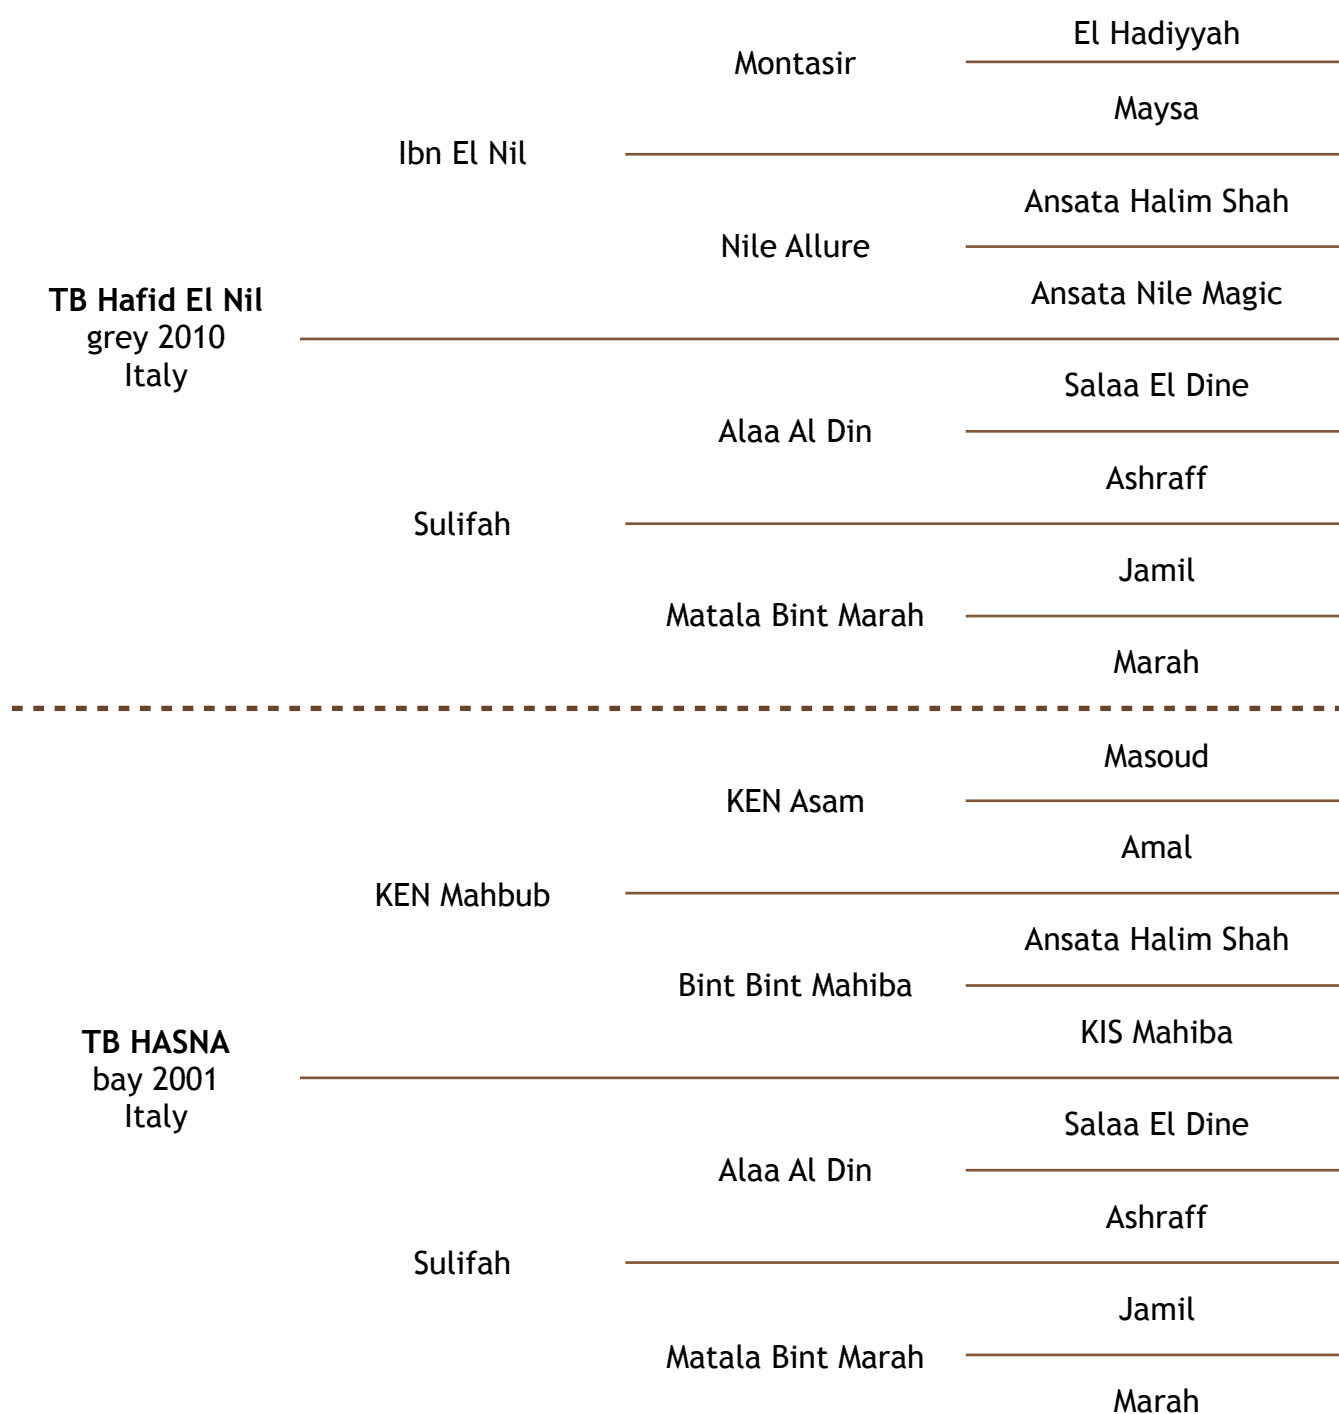 El Hadiyyah
Montasir
Maysa
Ibn El Nil
Ansata Halim Shah
Nile Allure
Ansata Nile Magic
TB Hafid El Nil
grey 2010
Italy
Salaa El Dine
Alaa Al Din
Ashraff
Sulifah
Jamil
Matala Bint Marah
Marah
Masoud
KEN Asam
Amal
KEN Mahbub
Ansata Halim Shah
Bint Bint Mahiba
KIS Mahiba
TB HASNA
bay 2001
Italy
Salaa El Dine
Alaa Al Din
Ashraff
Sulifah
Jamil
Matala Bint Marah
Marah